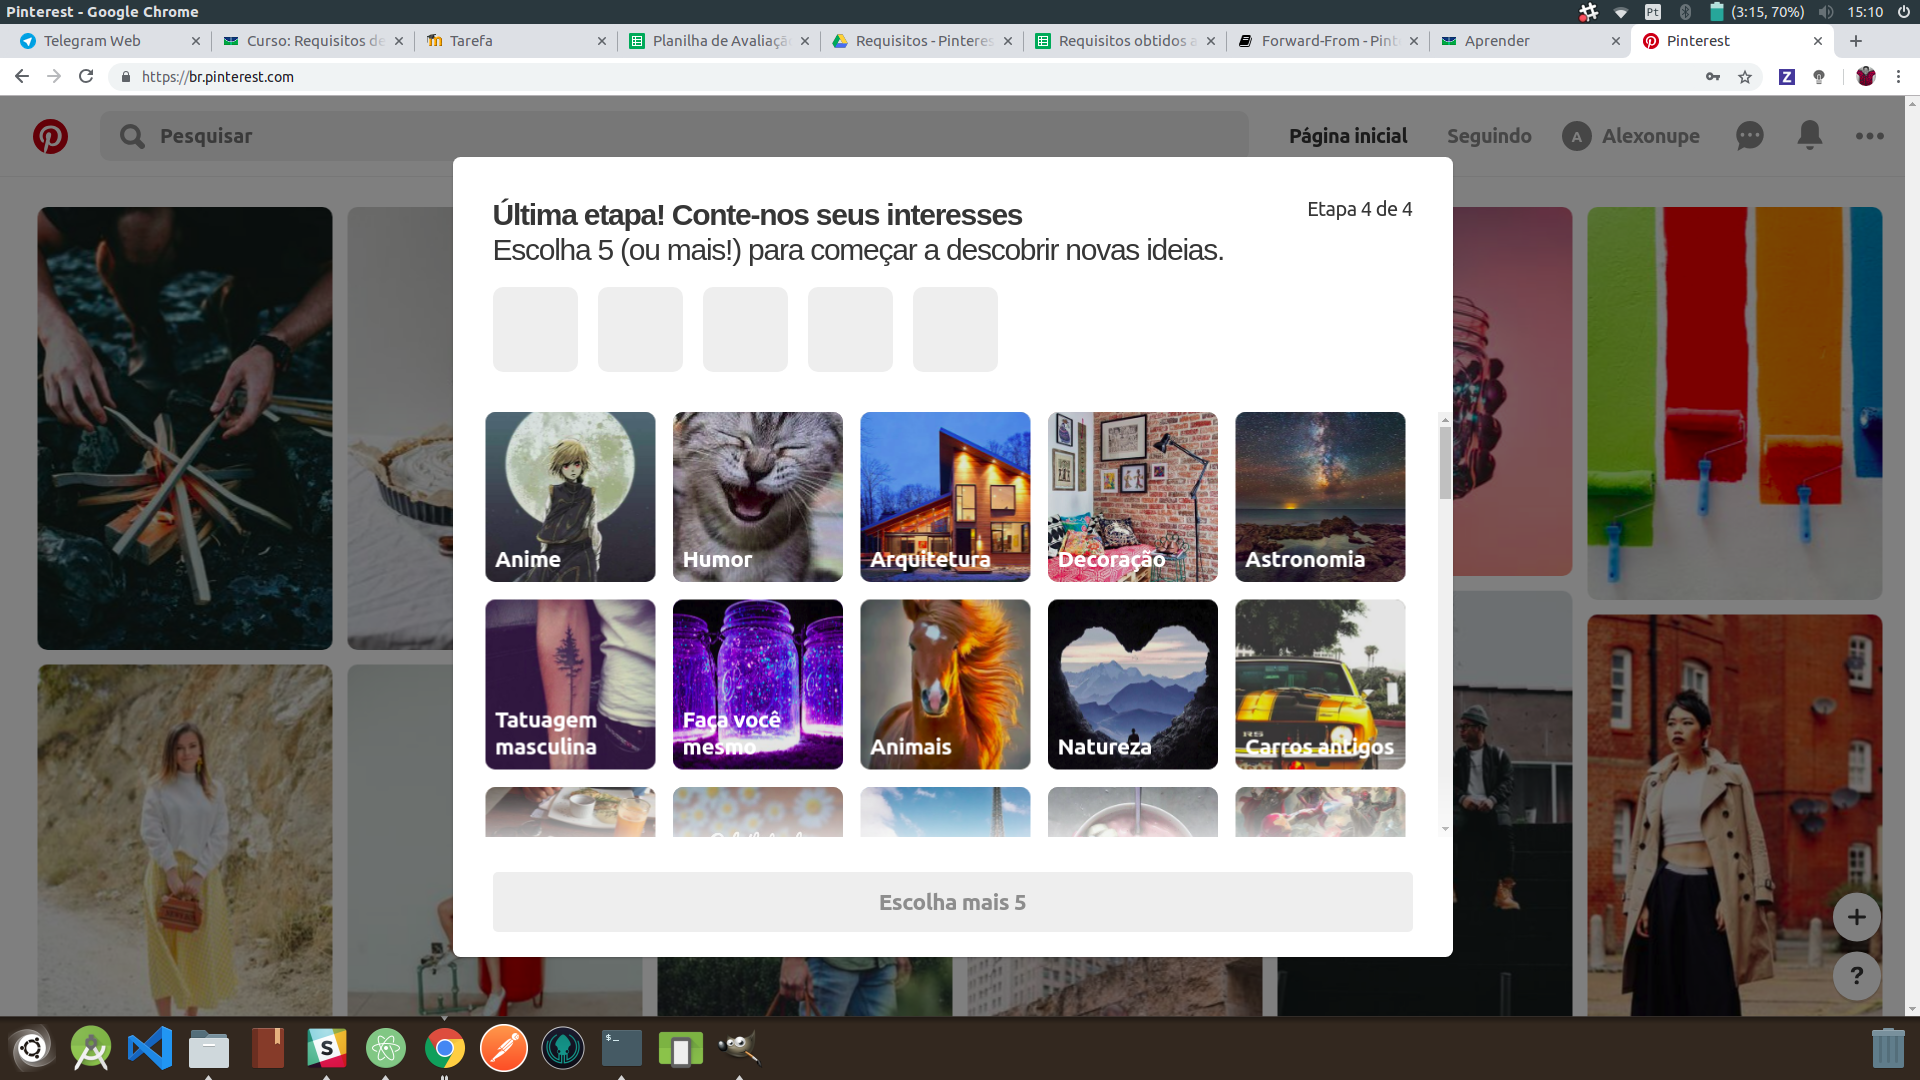 Pinterest - Google Chrome
Pt
(3:15, 70%)
15:10
Telegram Web
Curso: Requisitos de
Tarefa
Planilha de Avaliaçã
Requisitos - Pinteres
Requisitos obtidos a
Forward-From - Pint
Aprender
Pinterest
https://br.pinterest.com
Z
Pesquisar
Página inicial
Seguindo
A
Alexonupe
Última etapa! Conte-nos seus interesses
Etapa 4 de 4
Escolha 5 (ou mais!) para começar a descobrir novas ideias.
Anime
Humor
Arquitetura
Decoração
Astronomia
Tatuagem
masculina
Faça você
mesmo
Animais
Natureza
Carros antigos
Escolha mais 5
+
?
S
$_